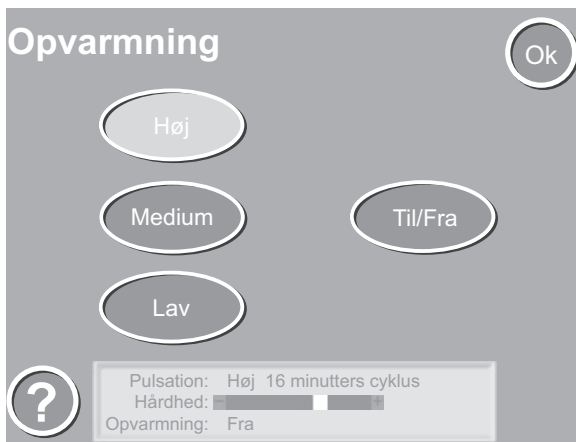 Opvarmning
Ok
Høj
Medium
Til/Fra
Lav
?
Pulsation: Høj 16 minutters cyklus
Hårdhed: - +
Opvarmning: Fra